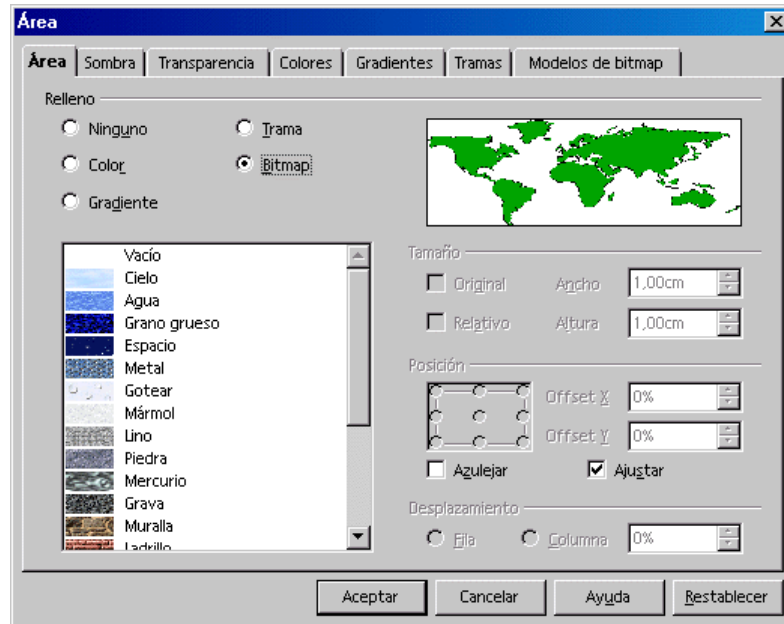 Área
Área Sombra Transparencia Colores Gradientes Tramas Modelos de bitmap
Relleno
Ninguno Trama
Color Bitmap
Gradiente
Vacío
Cielo
Agua
Grano grueso
Espacio
Metal
Gotear
Mármol
Lino
Piedra
Mercurio
Grava
Muralla
Ladrillo
Tamaño
Original Ancho 1,00cm
Relativo Altura 1,00cm
Posición
Offset X 0%
Offset Y 0%
Azulejar Ajustar
Desplazamiento
Fila Columna 0%
Aceptar Cancelar Ayuda Restablecer